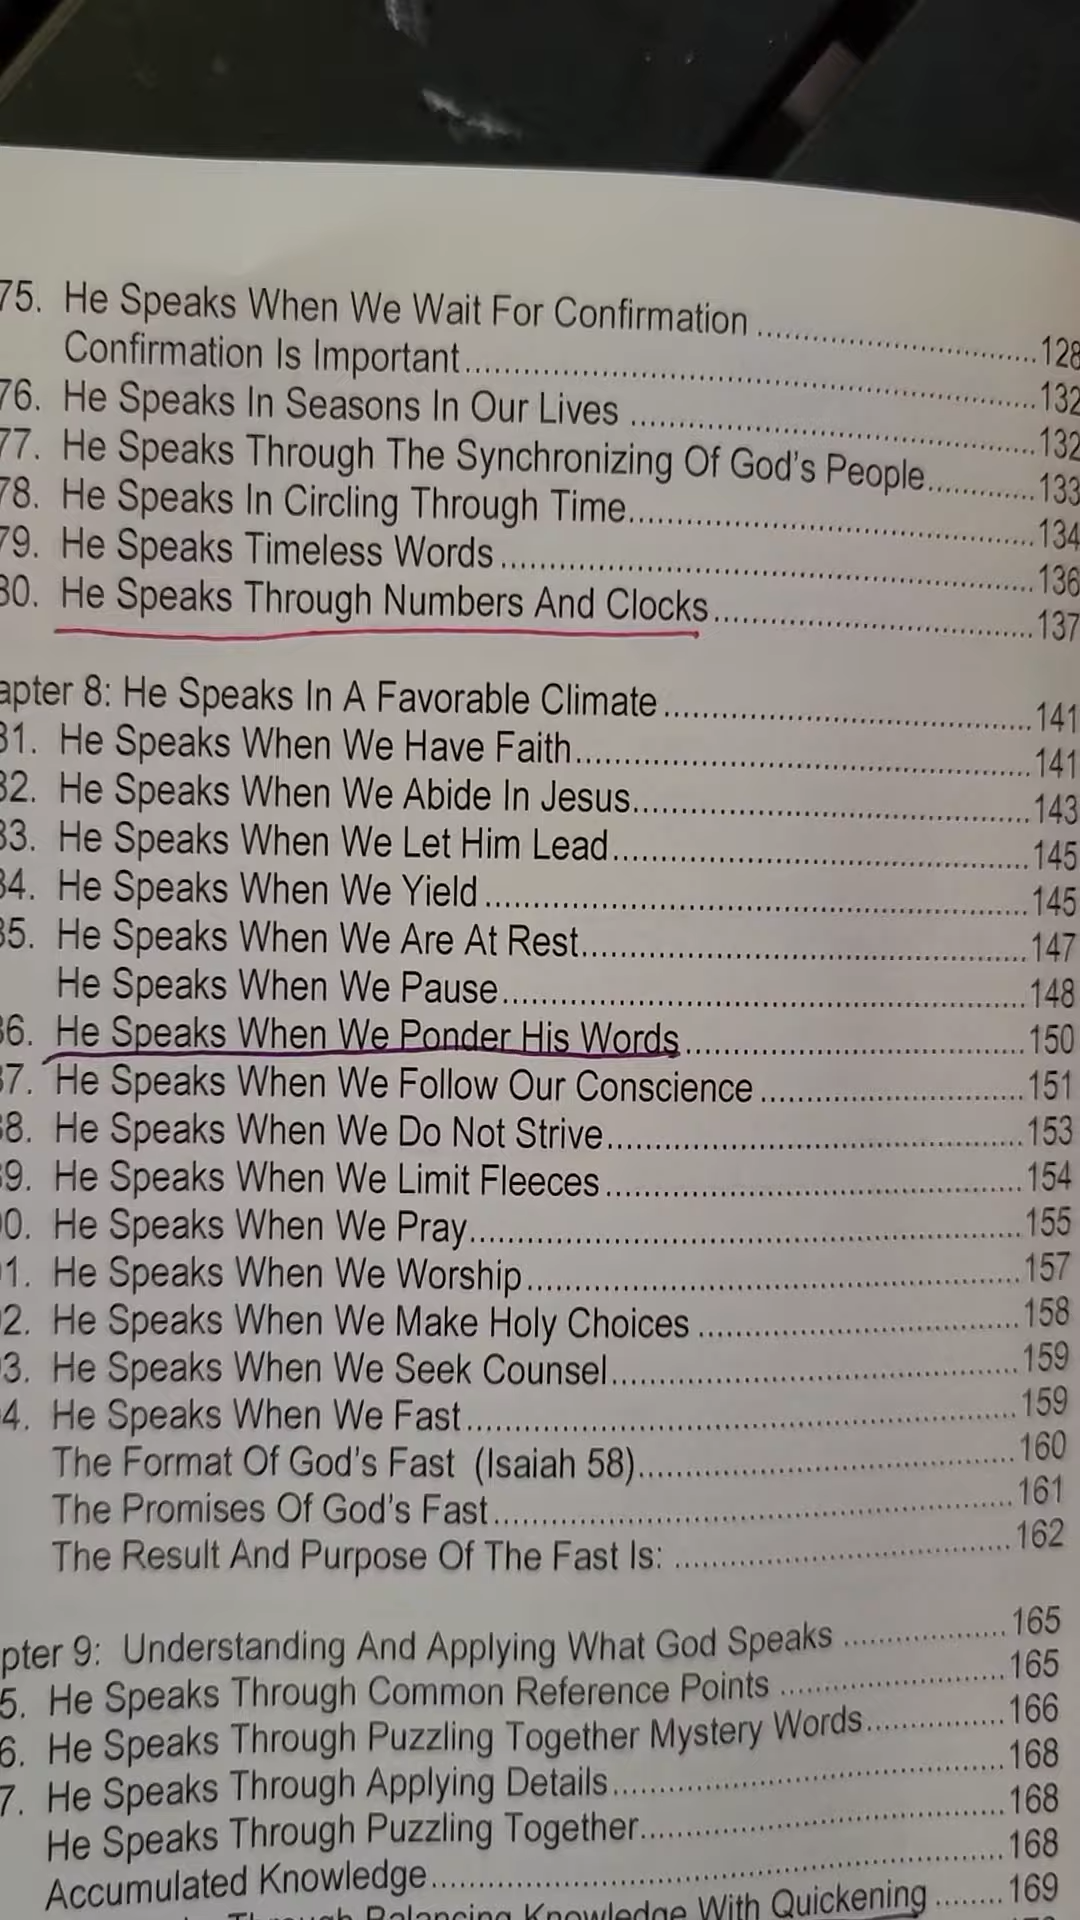 75. He Speaks When We Wait For Confirmation ........ 128
Confirmation Is Important ........ 132
76. He Speaks In Seasons In Our Lives ........ 132
77. He Speaks Through The Synchronizing Of God's People ........ 133
78. He Speaks In Circling Through Time ........ 134
79. He Speaks Timeless Words ........ 136
80. He Speaks Through Numbers And Clocks ........ 137
apter 8: He Speaks In A Favorable Climate ........ 141
31. He Speaks When We Have Faith ........ 141
32. He Speaks When We Abide In Jesus ........ 143
33. He Speaks When We Let Him Lead ........ 145
34. He Speaks When We Yield ........ 145
35. He Speaks When We Are At Rest ........ 147
He Speaks When We Pause ........ 148
36. He Speaks When We Ponder His Words ........ 150
37. He Speaks When We Follow Our Conscience ........ 151
8. He Speaks When We Do Not Strive ........ 153
9. He Speaks When We Limit Fleeces ........ 154
0. He Speaks When We Pray ........ 155
1. He Speaks When We Worship ........ 157
2. He Speaks When We Make Holy Choices ........ 158
3. He Speaks When We Seek Counsel ........ 159
4. He Speaks When We Fast ........ 159
The Format Of God's Fast (Isaiah 58) ........ 160
The Promises Of God's Fast ........ 161
The Result And Purpose Of The Fast Is: ........ 162
pter 9: Understanding And Applying What God Speaks ........ 165
5. He Speaks Through Common Reference Points ........ 165
6. He Speaks Through Puzzling Together Mystery Words ........ 166
7. He Speaks Through Applying Details ........ 168
He Speaks Through Puzzling Together ........ 168
Accumulated Knowledge ........ 168
Through Balancing Knowledge With Quickening ........ 169